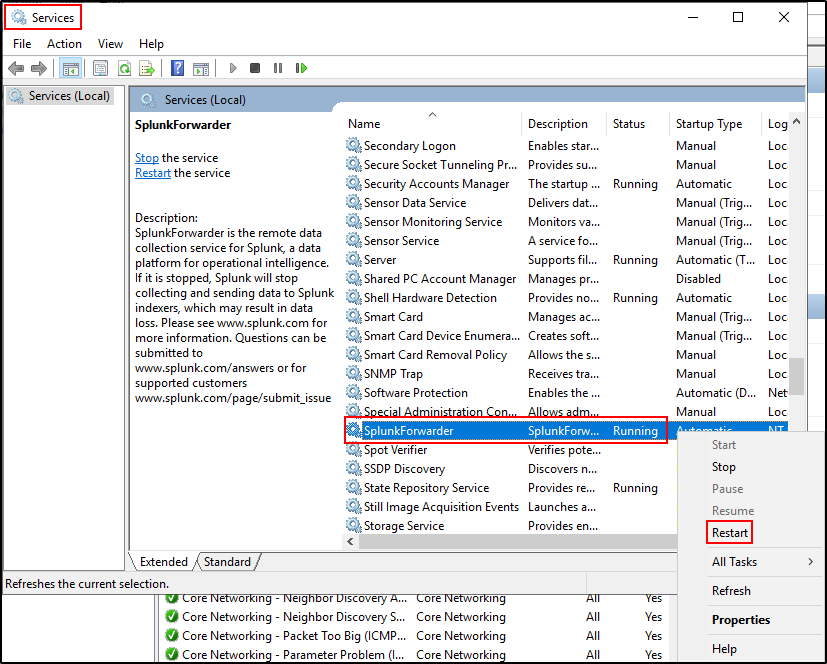 Services
File Action View Help
Services (Local)
Services (Local)
SplunkForwarder
Stop the service
Restart the service
Description:
SplunkForwarder is the remote data
collection service for Splunk, a data
platform for operational intelligence.
If it is stopped, Splunk will stop
collecting and sending data to Splunk
indexers, which may result in data
loss. Please see www.splunk.com for
more information. Questions can be
submitted to
www.splunk.com/answers or for
supported customers
www.splunk.com/page/submit_issue
Name Description Status Startup Type Log
Secondary Logon Enables star... Manual Loc
Secure Socket Tunneling Pr... Provides su... Manual Loc
Security Accounts Manager The startup ... Running Automatic Loc
Sensor Data Service Delivers dat... Manual (Trig... Loc
Sensor Monitoring Service Monitors va... Manual (Trig... Loc
Sensor Service A service fo... Manual (Trig... Loc
Server Supports fil... Running Automatic (T... Loc
Shared PC Account Manager Manages pr... Disabled Loc
Shell Hardware Detection Provides no... Running Automatic Loc
Smart Card Manages ac... Manual (Trig... Loc
Smart Card Device Enumera... Creates soft... Manual (Trig... Loc
Smart Card Removal Policy Allows the s... Manual Loc
SNMP Trap Receives tra... Manual Loc
Software Protection Enables the ... Automatic (D... Net
Special Administration Con... Allows adm... Manual Loc
SplunkForwarder SplunkForw... Running Automatic NT
Spot Verifier Verifies pote...
SSDP Discovery Discovers n...
State Repository Service Provides re... Running
Still Image Acquisition Events Launches a...
Storage Service Provides en...
Start
Stop
Pause
Resume
Restart
All Tasks
Refresh
Properties
Help
Extended Standard
Refreshes the current selection.
Core Networking - Neighbor Discovery A... Core Networking All Yes
Core Networking - Neighbor Discovery S... Core Networking All Yes
Core Networking - Packet Too Big (ICMP... Core Networking All Yes
Core Networking - Parameter Problem (I... Core Networking All Yes